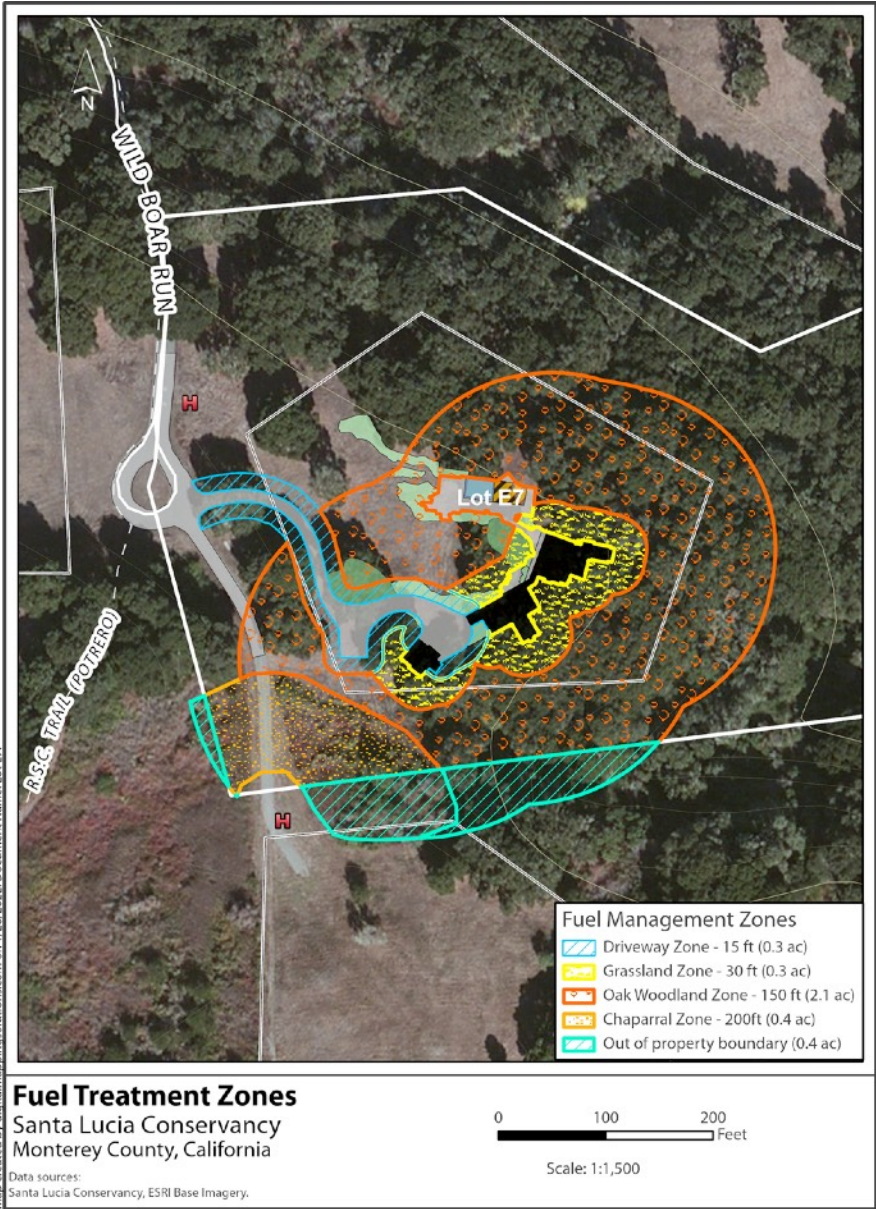 N
WILD BOAR RUN
H
Lot E7
R.S.C. TRAIL (POTRERO)
H
Fuel Management Zones
Driveway Zone - 15 ft (0.3 ac)
Grassland Zone - 30 ft (0.3 ac)
Oak Woodland Zone - 150 ft (2.1 ac)
Chaparral Zone - 200ft (0.4 ac)
Out of property boundary (0.4 ac)
Fuel Treatment Zones
Santa Lucia Conservancy
Monterey County, California
Data sources:
Santa Lucia Conservancy, ESRI Base Imagery.
0 100 200
Feet
Scale: 1:1,500